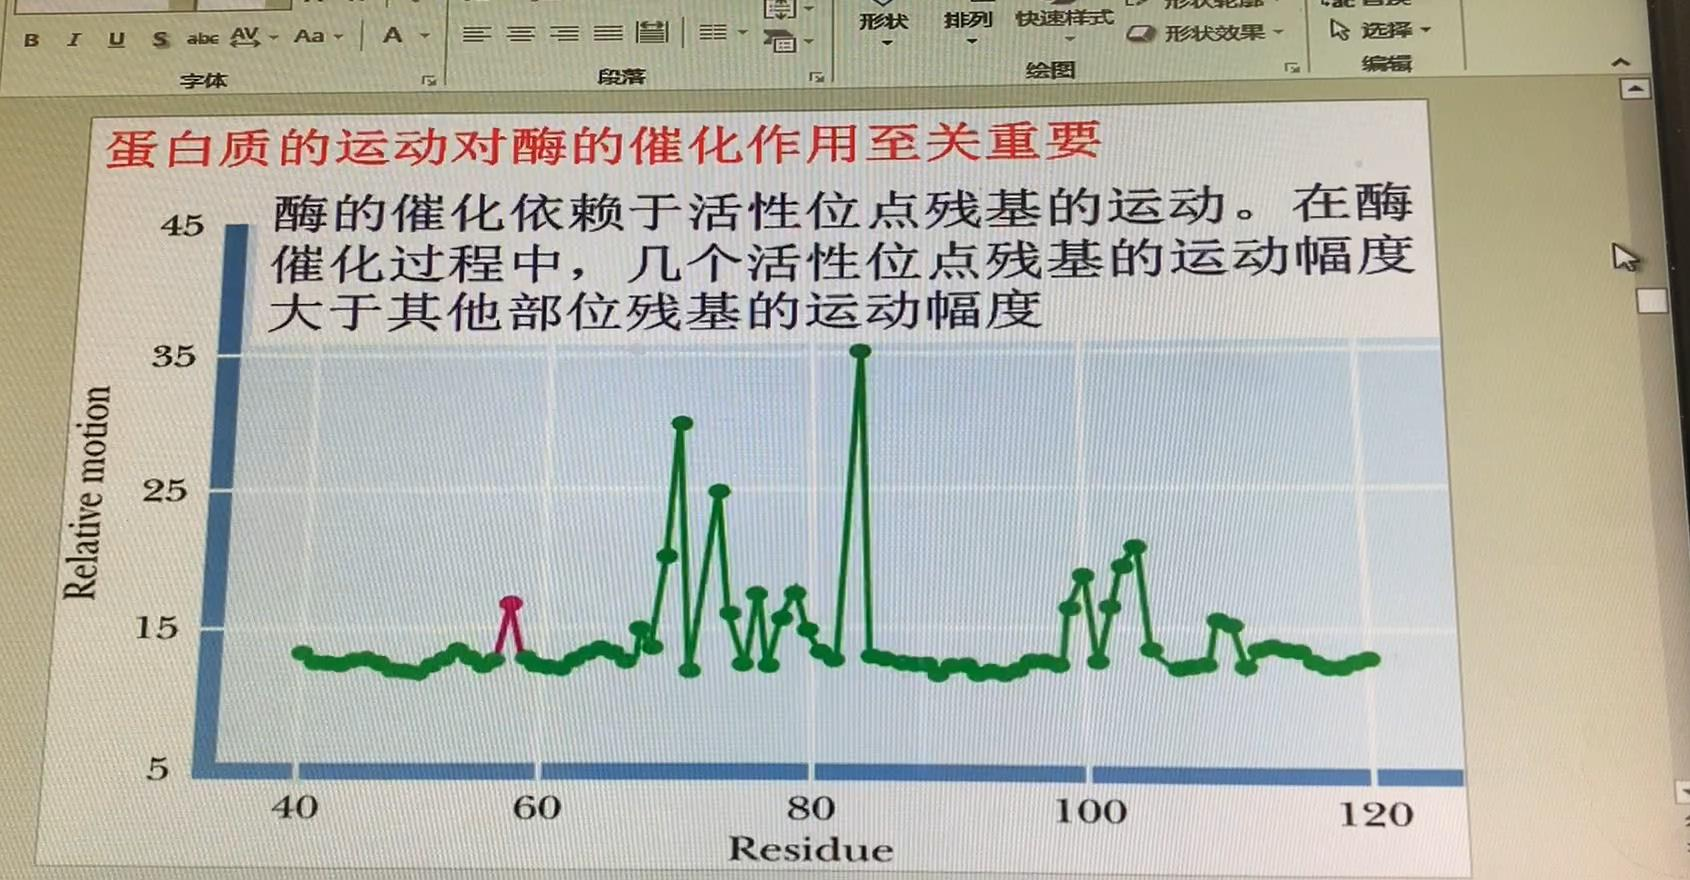 形状
排列
快速样式
B I U S abc AV Aa A
形状效果
选择
字体
段落
绘图
编辑
蛋白质的运动对酶的催化作用至关重要
酶的催化依赖于活性位点残基的运动。在酶
催化过程中，几个活性位点残基的运动幅度
大于其他部位残基的运动幅度
45
35
25
15
5
Relative motion
40 60 80 100 120
Residue